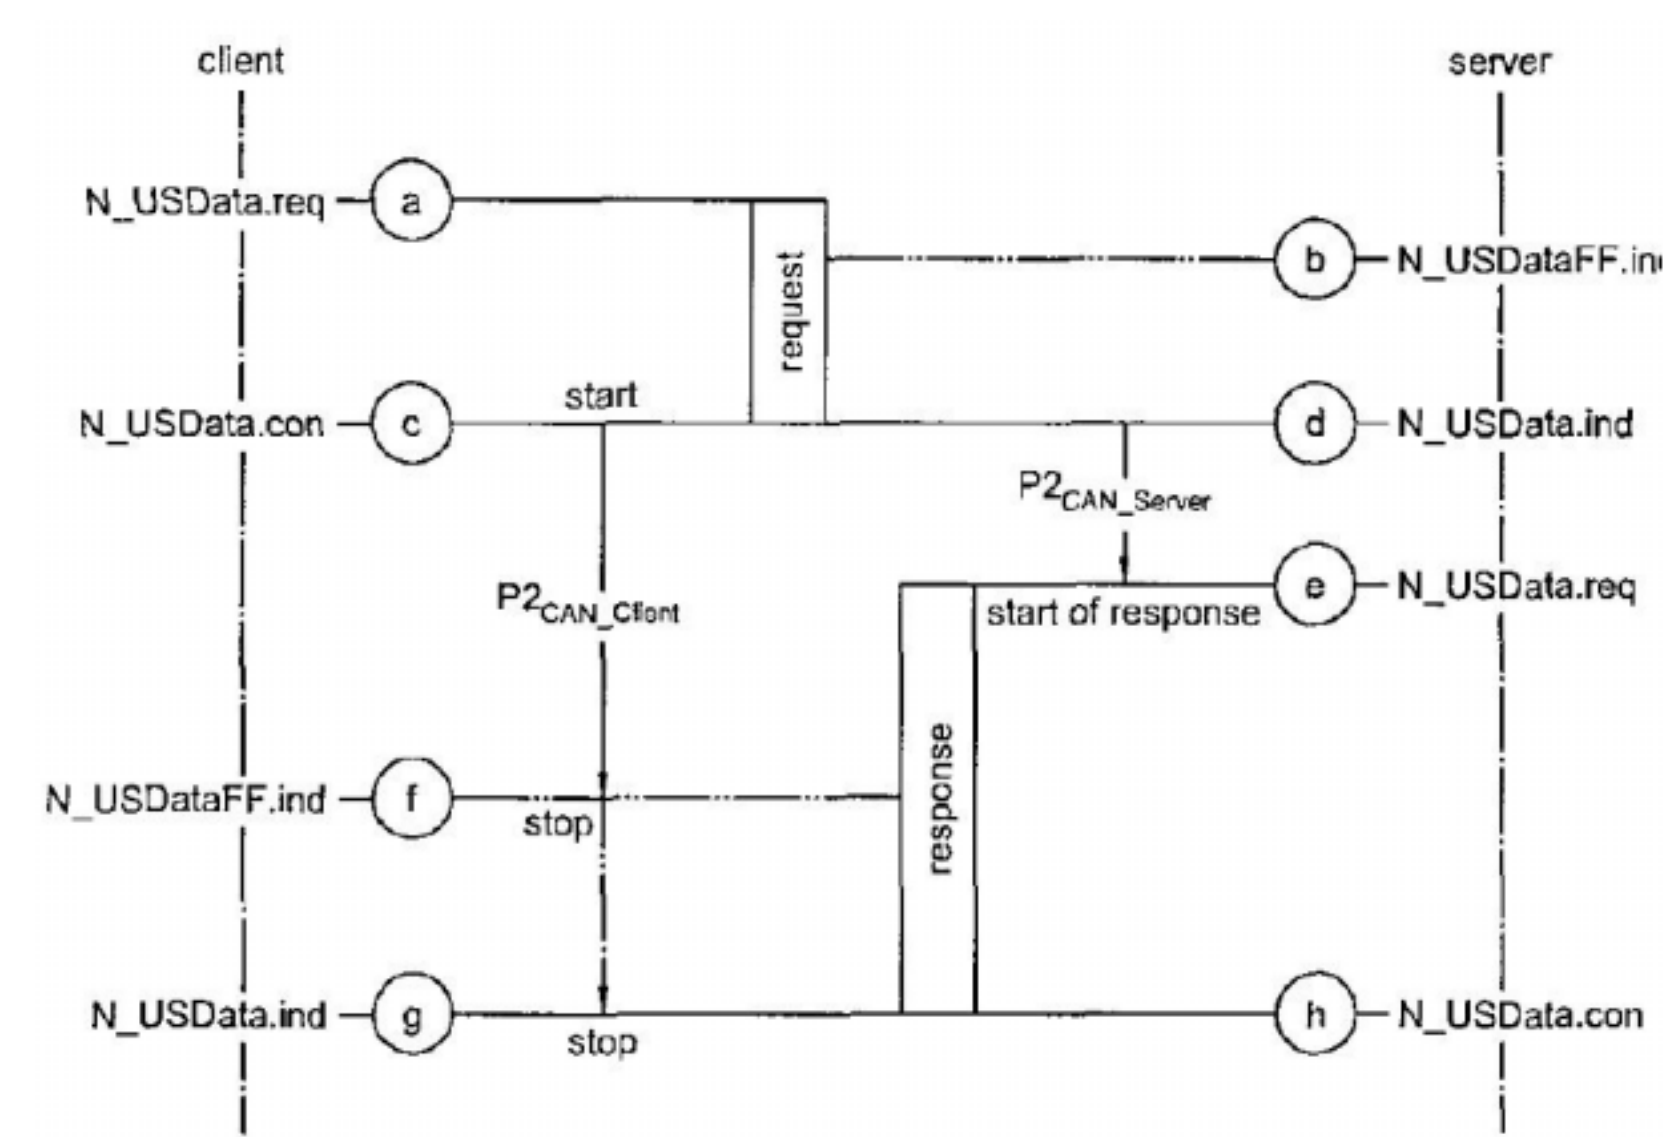 client
server
N_USData.req
a
request
b
N_USDataFF.in
N_USData.con
c
start
d
N_USData.ind
P2CAN_Server
P2CAN_Client
e
N_USData.req
start of response
response
N_USDataFF.ind
f
stop
N_USData.ind
g
stop
h
N_USData.con